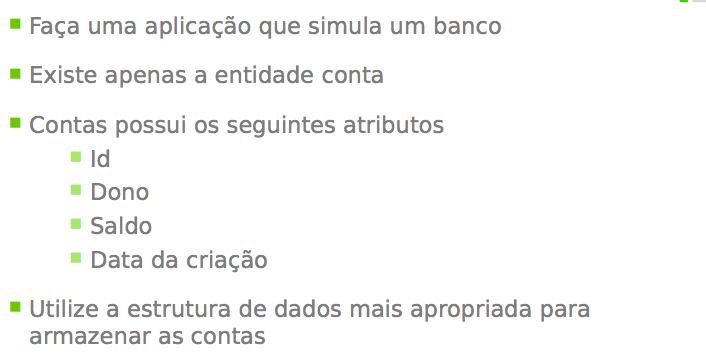 Faça uma aplicação que simula um banco
Existe apenas a entidade conta
Contas possui os seguintes atributos
Id
Dono
Saldo
Data da criação
Utilize a estrutura de dados mais apropriada para
armazenar as contas